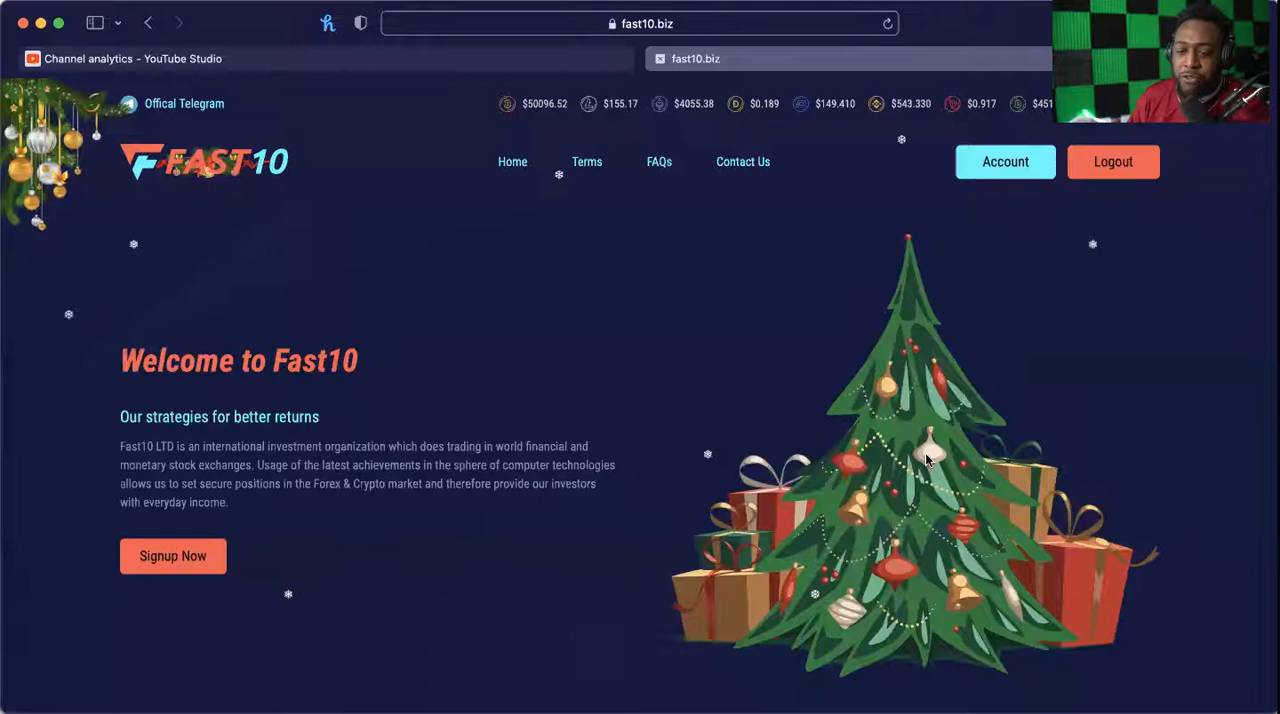 fast10.biz
Channel analytics - YouTube Studio
fast10.biz
Offical Telegram
$50096.52 $155.17 $4055.38 $0.189 $149.410 $543.330 $0.917 $451
FAST10
Home Terms FAQs Contact Us
Account Logout
Welcome to Fast10
Our strategies for better returns
Fast10 LTD is an international investment organization which does trading in world financial and
monetary stock exchanges. Usage of the latest achievements in the sphere of computer technologies
allows us to set secure positions in the Forex & Crypto market and therefore provide our investors
with everyday income.
Signup Now